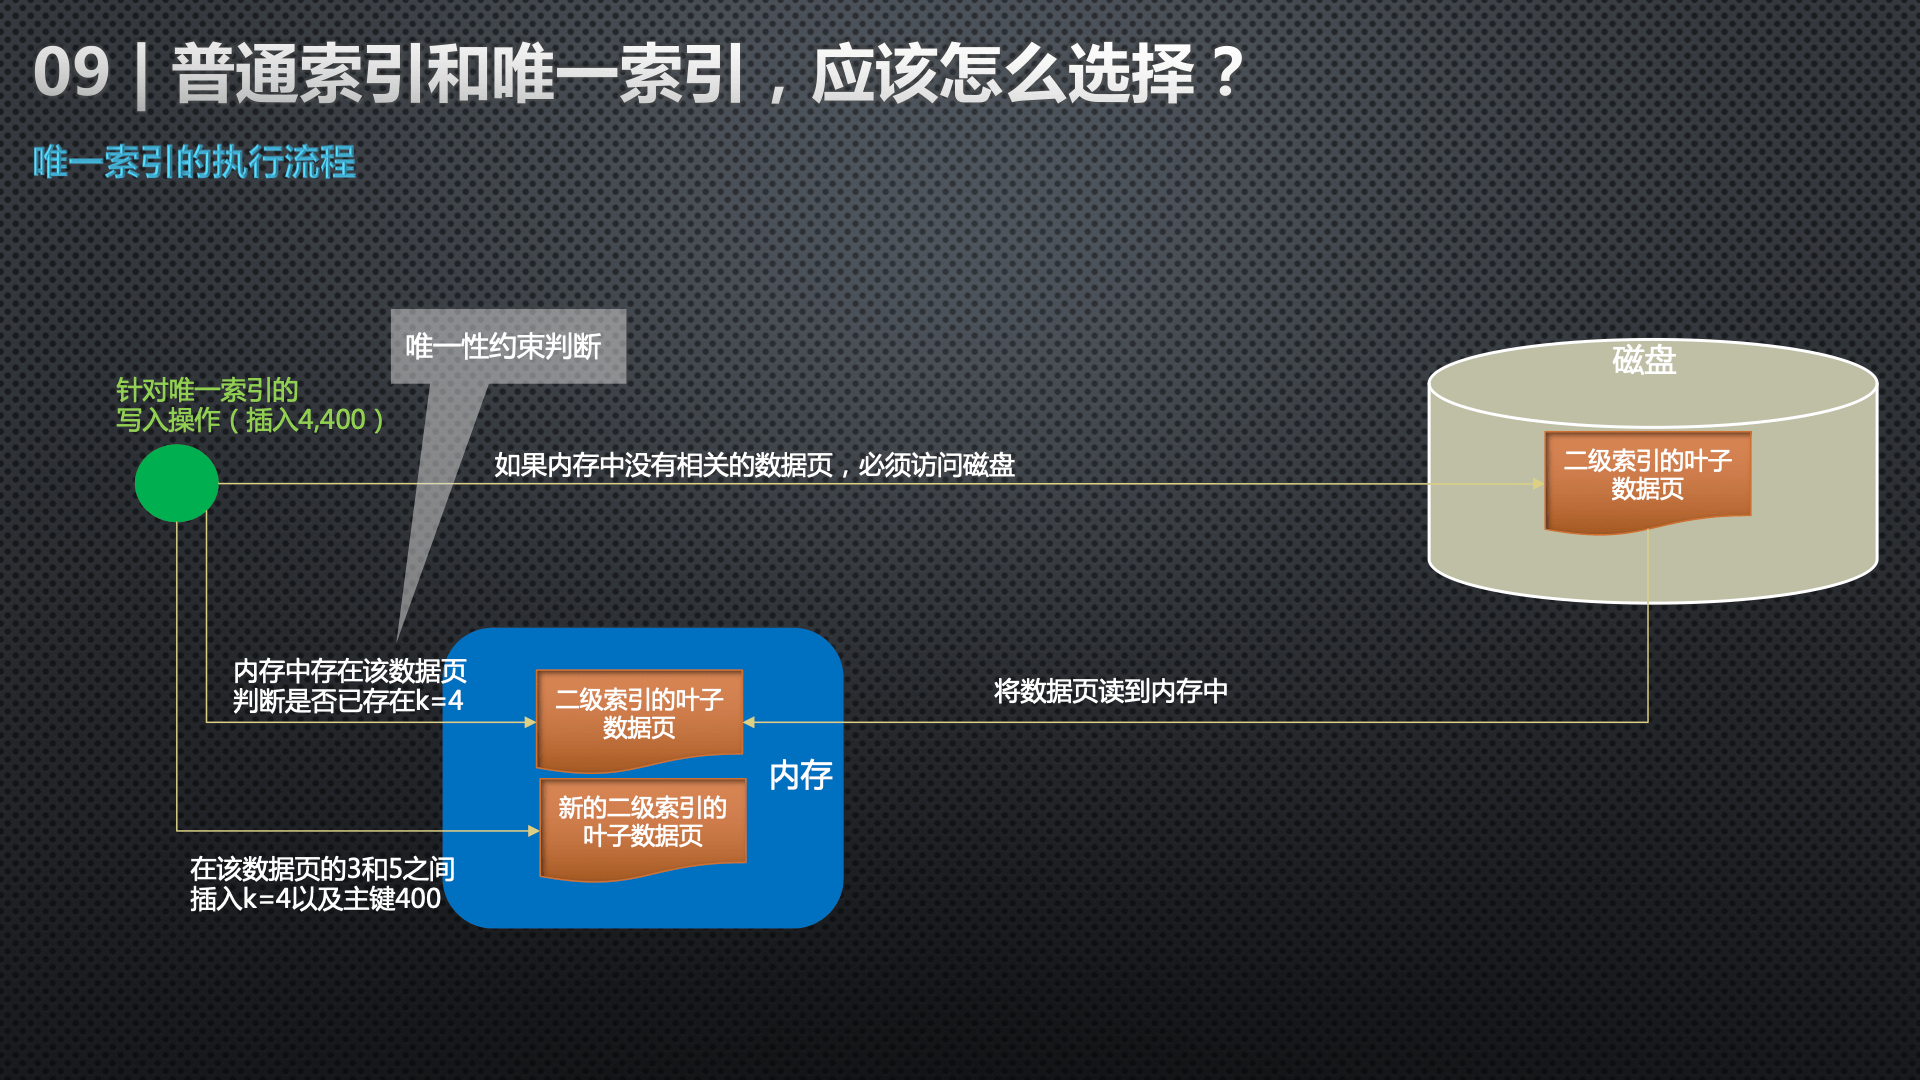 09 | 普通索引和唯一索引，应该怎么选择？
唯一索引的执行流程
唯一性约束判断
针对唯一索引的
写入操作（插入4,400）
如果内存中没有相关的数据页，必须访问磁盘
磁盘
二级索引的叶子
数据页
内存中存在该数据页
判断是否已存在k=4
二级索引的叶子
数据页
将数据页读到内存中
内存
新的二级索引的
叶子数据页
在该数据页的3和5之间
插入k=4以及主键400